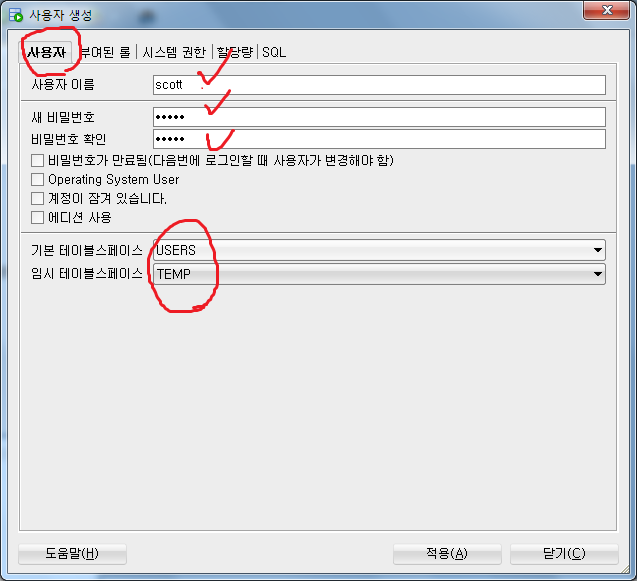 사용자 생성
사용자 부여된 롤 시스템 권한 할당량 SQL
사용자 이름 scott
새 비밀번호 •••••
비밀번호 확인 •••••
비밀번호가 만료됨(다음번에 로그인할 때 사용자가 변경해야 함)
Operating System User
계정이 잠겨 있습니다.
에디션 사용
기본 테이블스페이스 USERS
임시 테이블스페이스 TEMP
도움말(H) 적용(A) 닫기(C)